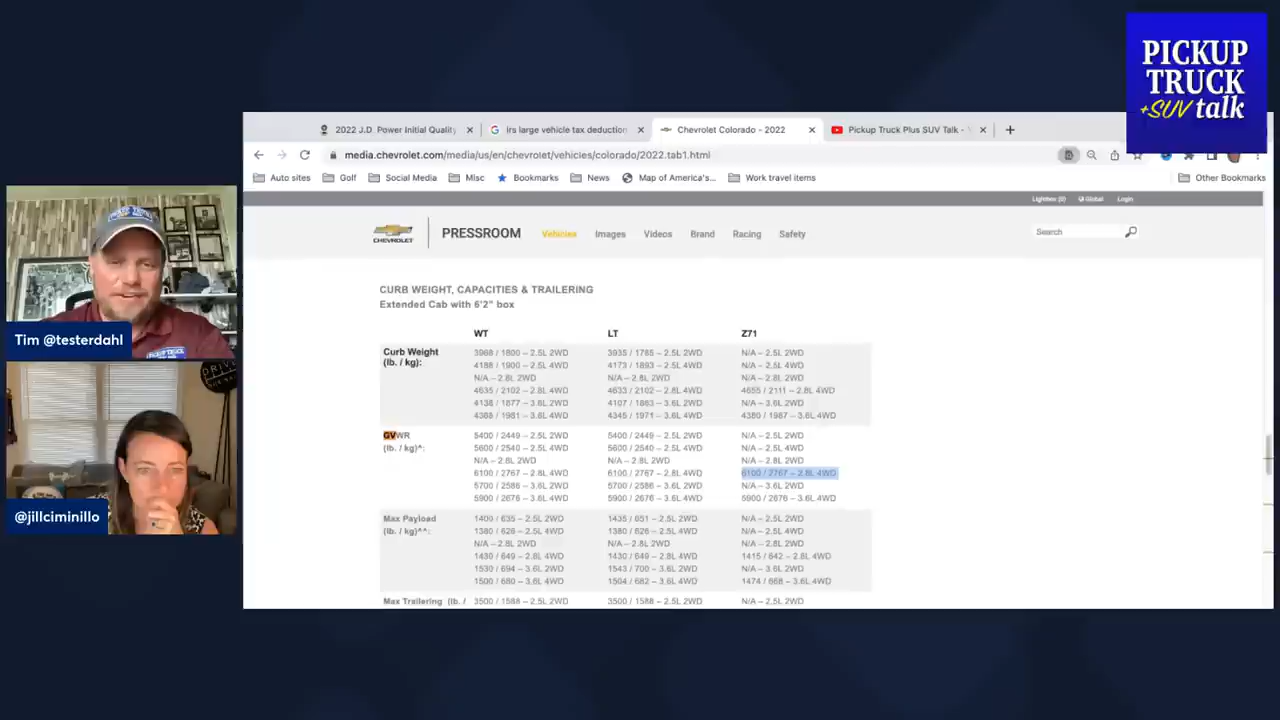 PICKUP
TRUCK
+SUV talk
2022 J.D. Power Initial Quality
irs large vehicle tax deduction
Chevrolet Colorado - 2022
Pickup Truck Plus SUV Talk -
media.chevrolet.com/media/us/en/chevrolet/vehicles/colorado/2022.tab1.html
Auto sites Golf Social Media Misc Bookmarks News Map of America's... Work travel items Other Bookmarks
Lightbox (0) Global Login
CHEVROLET
PRESSROOM Vehicles Images Videos Brand Racing Safety Search
CURB WEIGHT, CAPACITIES & TRAILERING
Extended Cab with 6'2" box
WT LT Z71
Curb Weight 3968 / 1800 – 2.5L 2WD 3935 / 1785 – 2.5L 2WD N/A – 2.5L 2WD
(lb. / kg): 4188 / 1900 – 2.5L 4WD 4173 / 1893 – 2.5L 4WD N/A – 2.5L 4WD
N/A – 2.8L 2WD N/A – 2.8L 2WD N/A – 2.8L 2WD
4635 / 2102 – 2.8L 4WD 4633 / 2102 – 2.8L 4WD 4655 / 2111 – 2.8L 4WD
4138 / 1877 – 3.6L 2WD 4107 / 1863 – 3.6L 2WD N/A – 3.6L 2WD
4368 / 1981 – 3.6L 4WD 4345 / 1971 – 3.6L 4WD 4380 / 1987 – 3.6L 4WD
GVWR 5400 / 2449 – 2.5L 2WD 5400 / 2449 – 2.5L 2WD N/A – 2.5L 2WD
(lb. / kg)^: 5600 / 2540 – 2.5L 4WD 5600 / 2540 – 2.5L 4WD N/A – 2.5L 4WD
N/A – 2.8L 2WD N/A – 2.8L 2WD N/A – 2.8L 2WD
6100 / 2767 – 2.8L 4WD 6100 / 2767 – 2.8L 4WD 6100 / 2767 – 2.8L 4WD
5700 / 2586 – 3.6L 2WD 5700 / 2586 – 3.6L 2WD N/A – 3.6L 2WD
5900 / 2676 – 3.6L 4WD 5900 / 2676 – 3.6L 4WD 5900 / 2676 – 3.6L 4WD
Max Payload 1400 / 635 – 2.5L 2WD 1435 / 651 – 2.5L 2WD N/A – 2.5L 2WD
(lb. / kg)^^: 1380 / 626 – 2.5L 4WD 1380 / 626 – 2.5L 4WD N/A – 2.5L 4WD
N/A – 2.8L 2WD N/A – 2.8L 2WD N/A – 2.8L 2WD
1430 / 649 – 2.8L 4WD 1430 / 649 – 2.8L 4WD 1415 / 642 – 2.8L 4WD
1530 / 694 – 3.6L 2WD 1543 / 700 – 3.6L 2WD N/A – 3.6L 2WD
1500 / 680 – 3.6L 4WD 1504 / 682 – 3.6L 4WD 1474 / 668 – 3.6L 4WD
Max Trailering (lb. / 3500 / 1588 – 2.5L 2WD 3500 / 1588 – 2.5L 2WD N/A – 2.5L 2WD
Tim @testerdahl
DRIVE
@jillciminillo